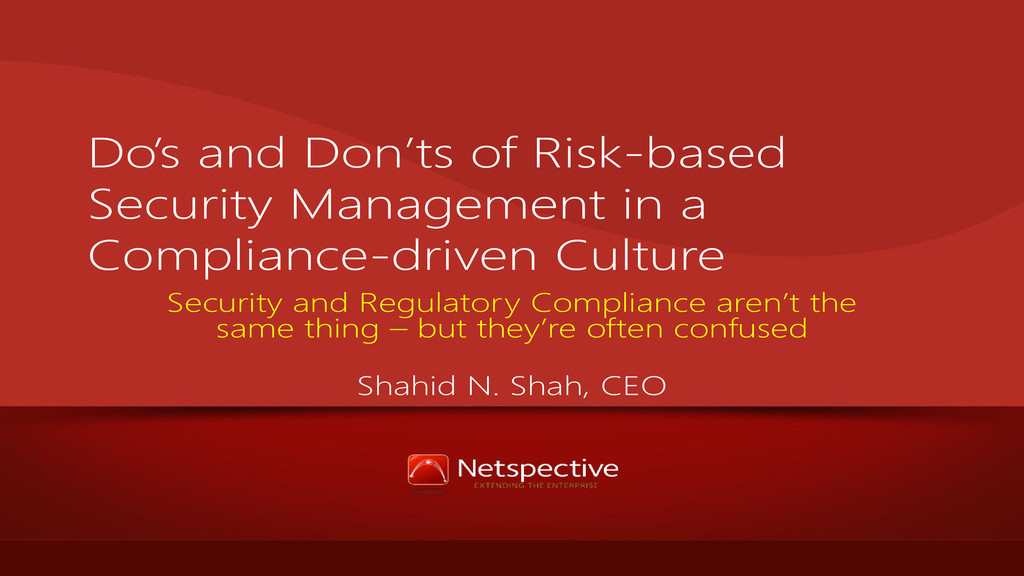 Do’s and Don’ts of Risk-based
Security Management in a
Compliance-driven Culture
Security and Regulatory Compliance aren’t the
same thing – but they’re often confused
Shahid N. Shah, CEO
Netspective
EXTENDING THE ENTERPRISE